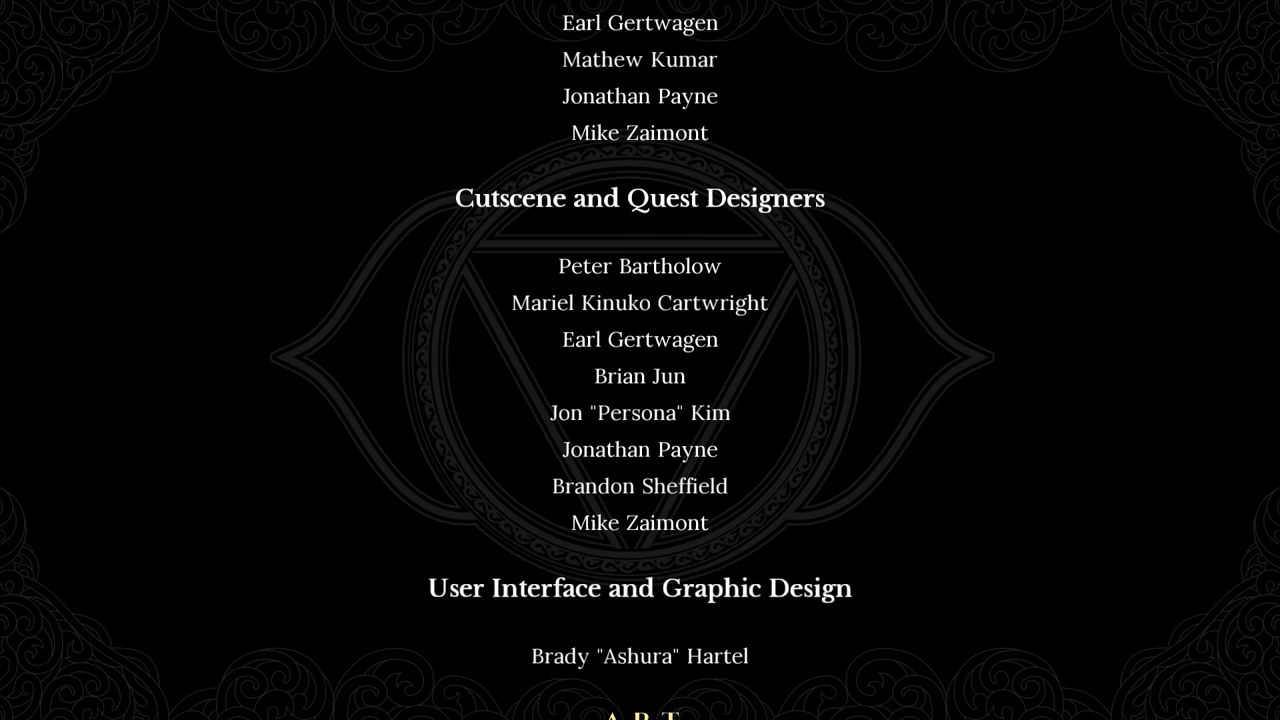 Earl Gertwagen
Mathew Kumar
Jonathan Payne
Mike Zaimont
Cutscene and Quest Designers
Peter Bartholow
Mariel Kinuko Cartwright
Earl Gertwagen
Brian Jun
Jon "Persona" Kim
Jonathan Payne
Brandon Sheffield
Mike Zaimont
User Interface and Graphic Design
Brady "Ashura" Hartel
ART